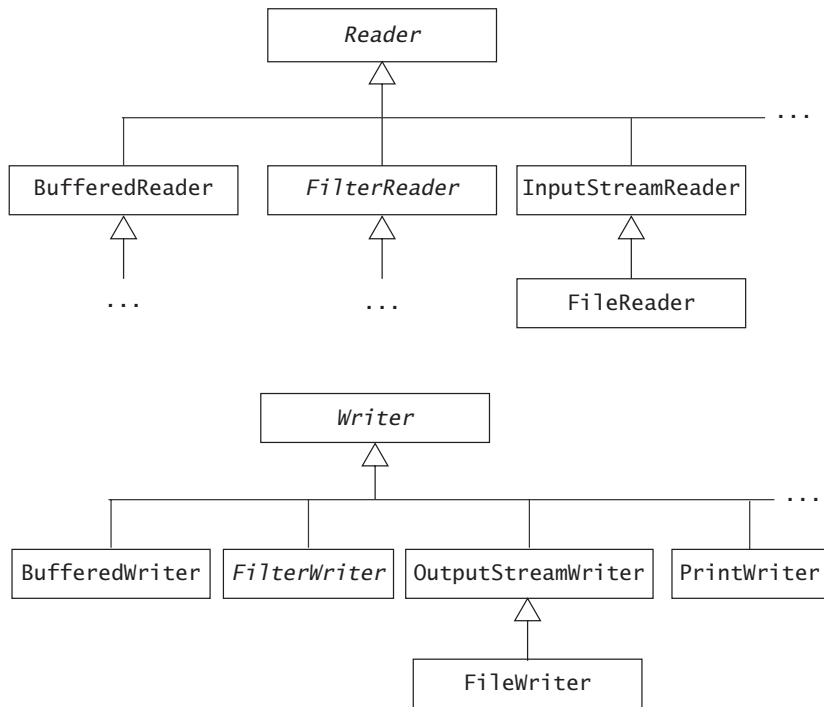 Reader
...
BufferedReader
FilterReader
InputStreamReader
...
...
FileReader
Writer
...
BufferedWriter
FilterWriter
OutputStreamWriter
PrintWriter
FileWriter